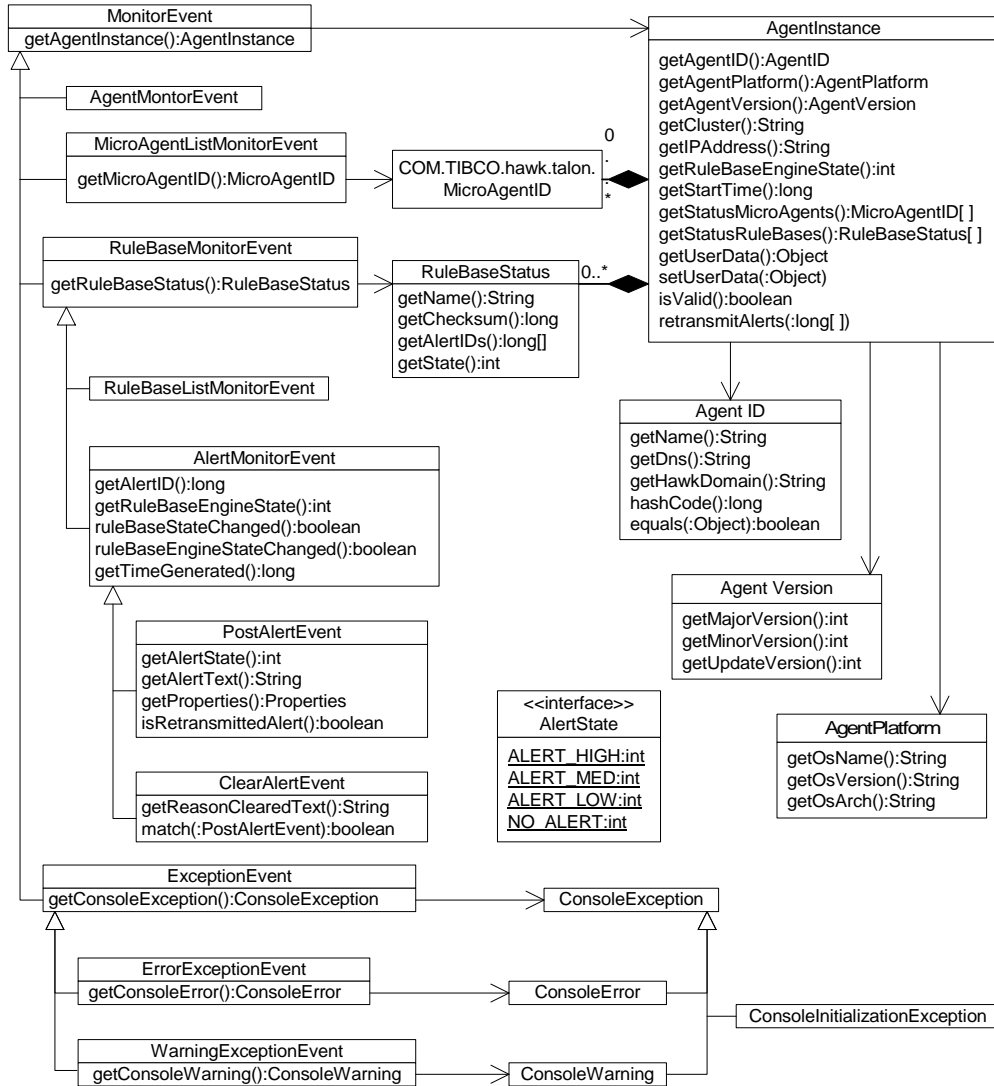 MonitorEvent
getAgentInstance():AgentInstance
AgentInstance
getAgentID():AgentID
getAgentPlatform():AgentPlatform
getAgentVersion():AgentVersion
getCluster():String
getIPAddress():String
getRuleBaseEngineState():int
getStartTime():long
getStatusMicroAgents():MicroAgentID[ ]
getStatusRuleBases():RuleBaseStatus[ ]
getUserData():Object
setUserData(:Object)
isValid():boolean
retransmitAlerts(:long[ ])
AgentMontorEvent
MicroAgentListMonitorEvent
getMicroAgentID():MicroAgentID
COM.TIBCO.hawk.talon.
MicroAgentID
0
.
.
*
RuleBaseMonitorEvent
getRuleBaseStatus():RuleBaseStatus
RuleBaseStatus
getName():String
getChecksum():long
getAlertIDs():long[]
getState():int
0..*
RuleBaseListMonitorEvent
Agent ID
getName():String
getDns():String
getHawkDomain():String
hashCode():long
equals(:Object):boolean
AlertMonitorEvent
getAlertID():long
getRuleBaseEngineState():int
ruleBaseStateChanged():boolean
ruleBaseEngineStateChanged():boolean
getTimeGenerated():long
Agent Version
getMajorVersion():int
getMinorVersion():int
getUpdateVersion():int
PostAlertEvent
getAlertState():int
getAlertText():String
getProperties():Properties
isRetransmittedAlert():boolean
<<interface>>
AlertState
ALERT_HIGH:int
ALERT_MED:int
ALERT_LOW:int
NO_ALERT:int
AgentPlatform
getOsName():String
getOsVersion():String
getOsArch():String
ClearAlertEvent
getReasonClearedText():String
match(:PostAlertEvent):boolean
ExceptionEvent
getConsoleException():ConsoleException
ConsoleException
ErrorExceptionEvent
getConsoleError():ConsoleError
ConsoleError
ConsoleInitializationException
WarningExceptionEvent
getConsoleWarning():ConsoleWarning
ConsoleWarning